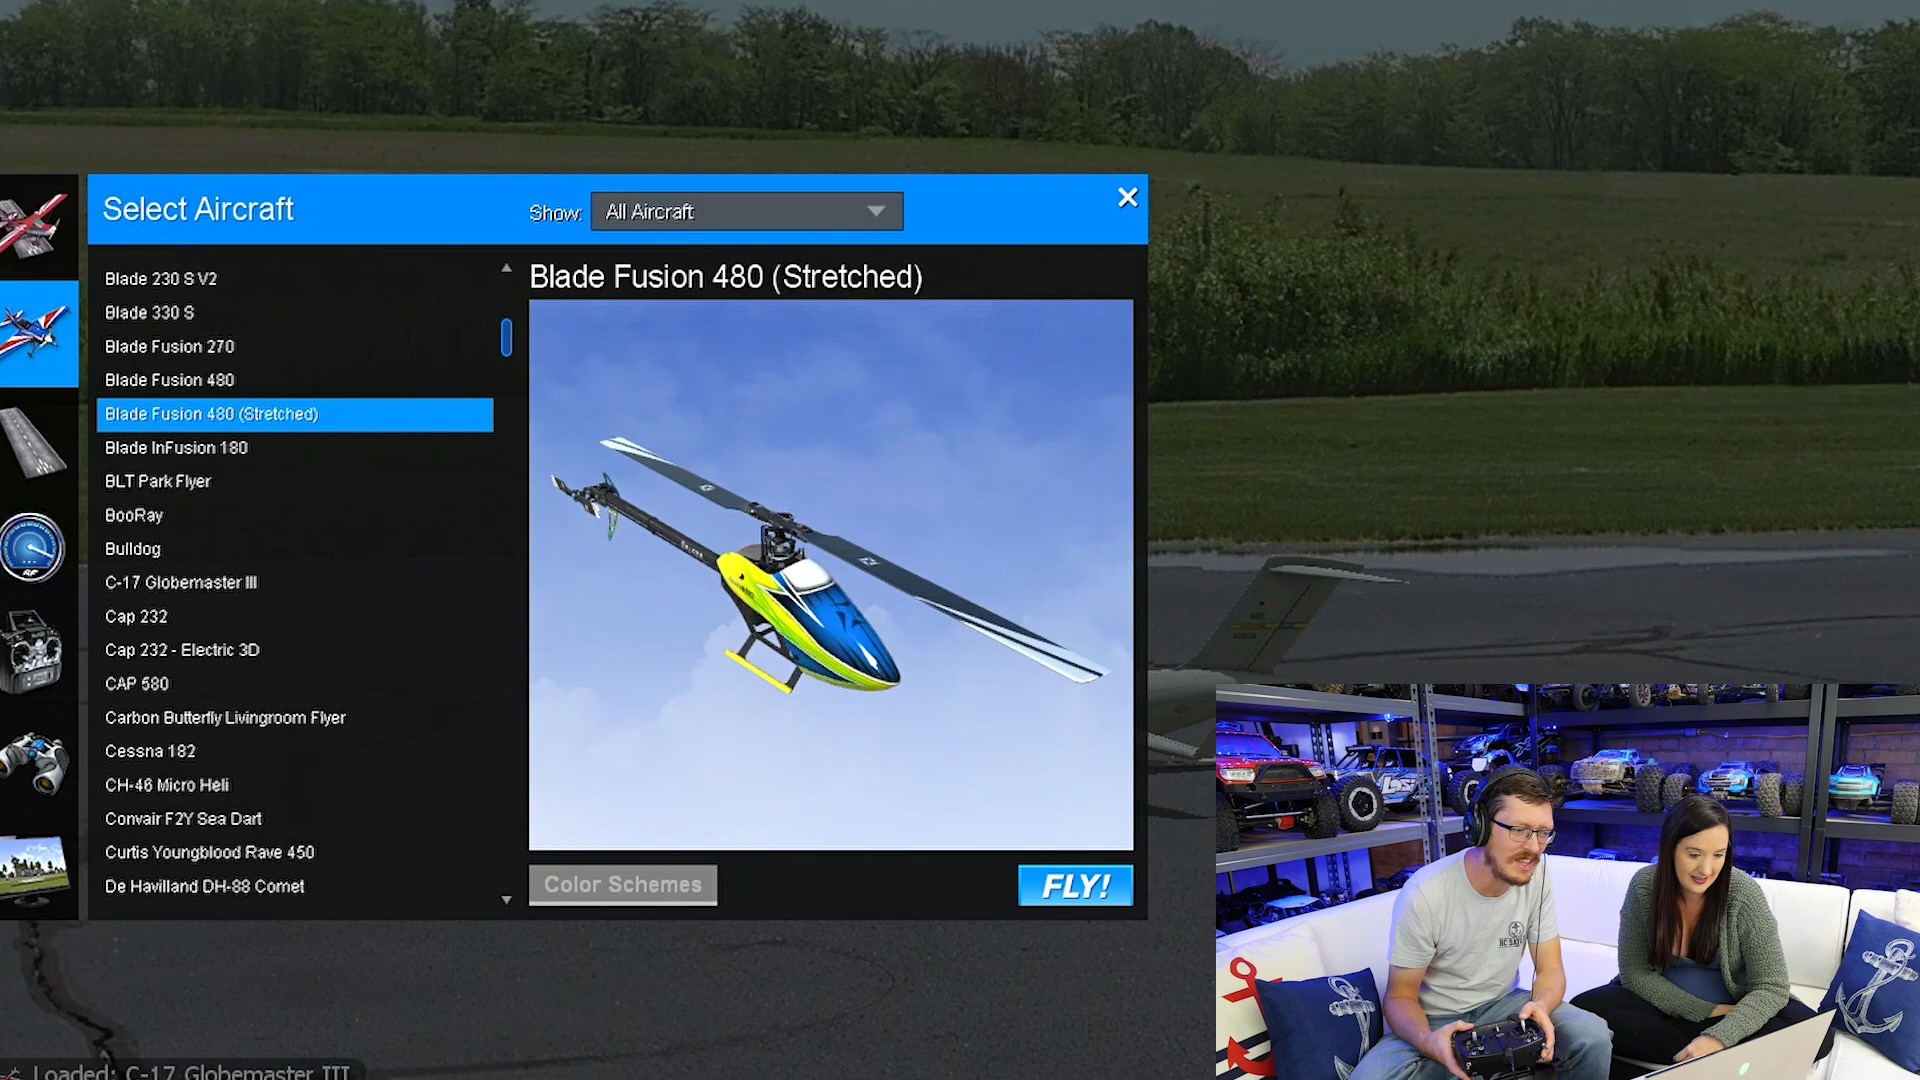 Select Aircraft
Show:
All Aircraft
Blade 230 S V2
Blade 330 S
Blade Fusion 270
Blade Fusion 480
Blade Fusion 480 (Stretched)
Blade InFusion 180
BLT Park Flyer
BooRay
Bulldog
C-17 Globemaster III
Cap 232
Cap 232 - Electric 3D
CAP 580
Carbon Butterfly Livingroom Flyer
Cessna 182
CH-46 Micro Heli
Convair F2Y Sea Dart
Curtis Youngblood Rave 450
De Havilland DH-88 Comet
Blade Fusion 480 (Stretched)
Color Schemes
FLY!
Loaded: C-17 Globemaster III
RF
LOSI